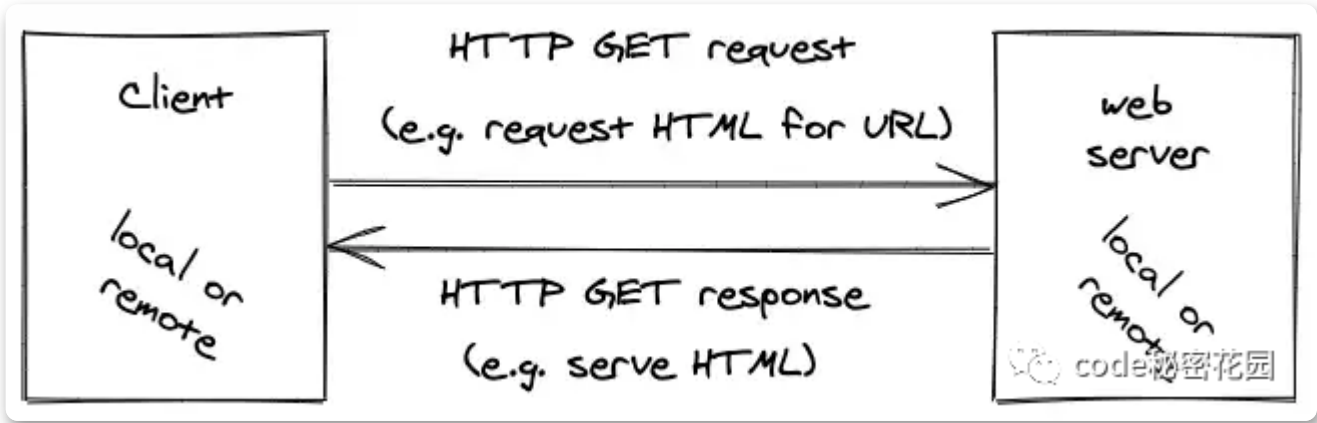 Client
local or
remote
HTTP GET request
(e.g. request HTML for URL)
HTTP GET response
(e.g. serve HTML)
web
server
local or
remote
code秘密花园